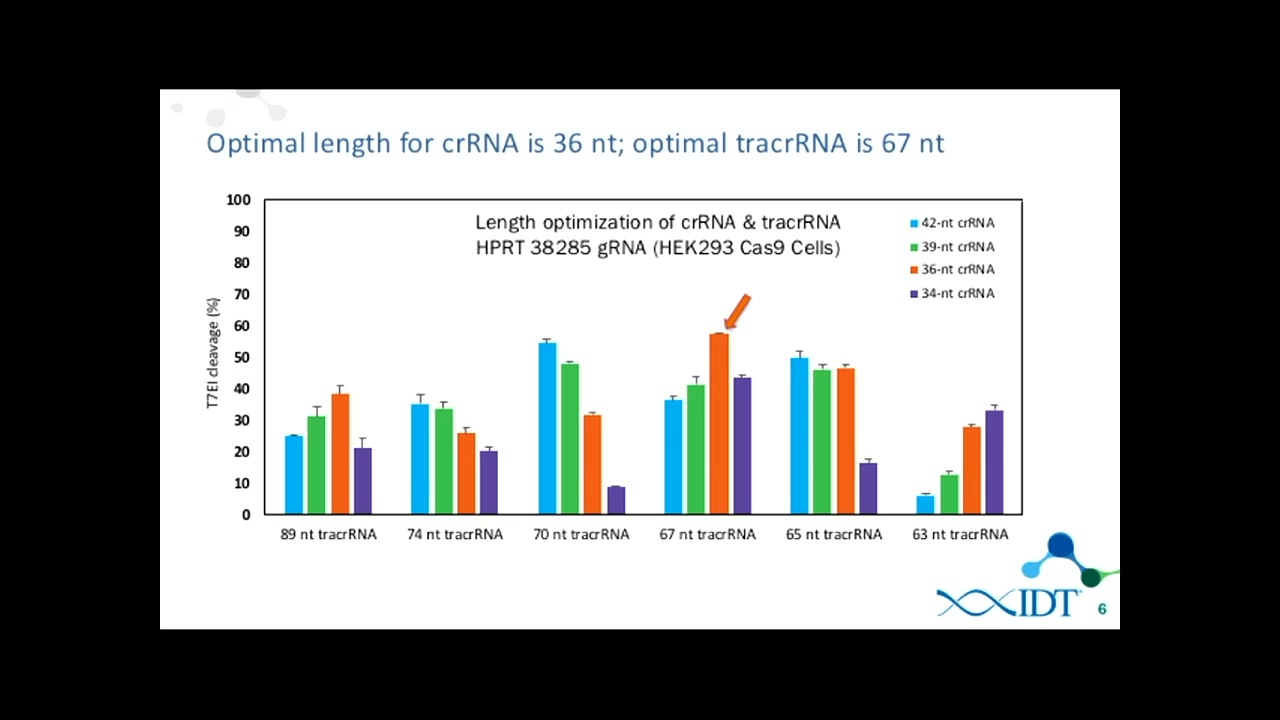 Optimal length for crRNA is 36 nt; optimal tracrRNA is 67 nt
Length optimization of crRNA & tracrRNA
HPRT 38285 gRNA (HEK293 Cas9 Cells)
42-nt crRNA
39-nt crRNA
36-nt crRNA
34-nt crRNA
T7EI cleavage (%)
100
90
80
70
60
50
40
30
20
10
0
89 nt tracrRNA
74 nt tracrRNA
70 nt tracrRNA
67 nt tracrRNA
65 nt tracrRNA
63 nt tracrRNA
IDT
6